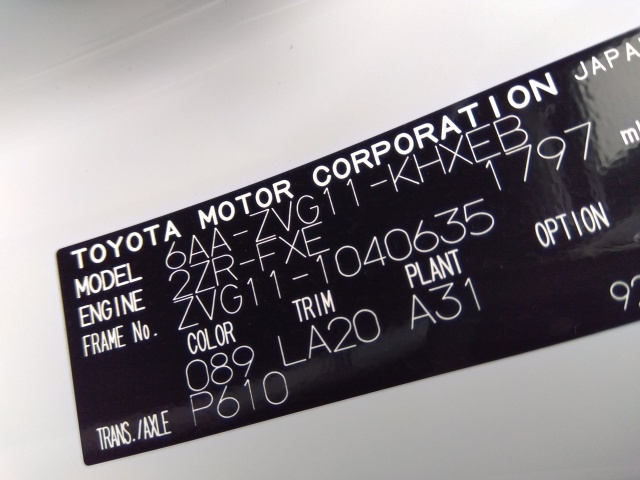 TOYOTA MOTOR CORPORATION JAPAN
MODEL 6AA-ZVG11-KHXEB
ENGINE 2ZR-FXE 1797 ml
FRAME No. ZVG11-1040635
COLOR TRIM PLANT OPTION
089 LA20 A31
TRANS./AXLE P610